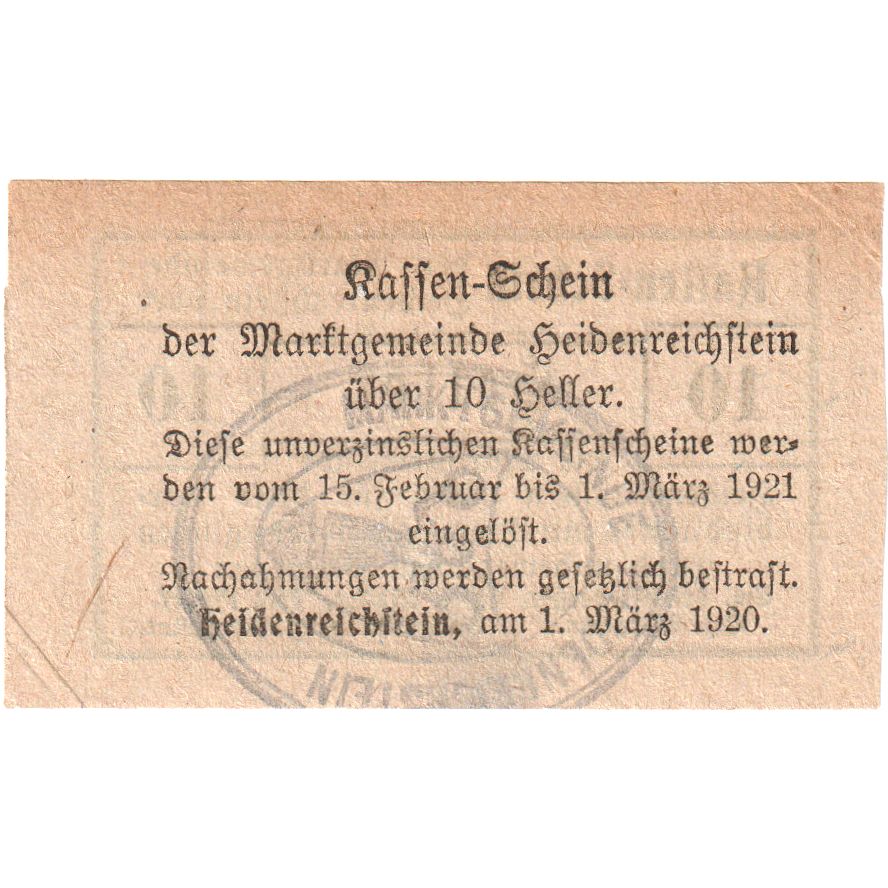 Kassen-Schein
der Marktgemeinde Heidenreichstein
über 10 Heller.
Diese unverzinslichen Kassenscheine wer-
den vom 15. Februar bis 1. März 1921
eingelöst.
Nachahmungen werden gesetzlich bestraft.
Heidenreichstein, am 1. März 1920.